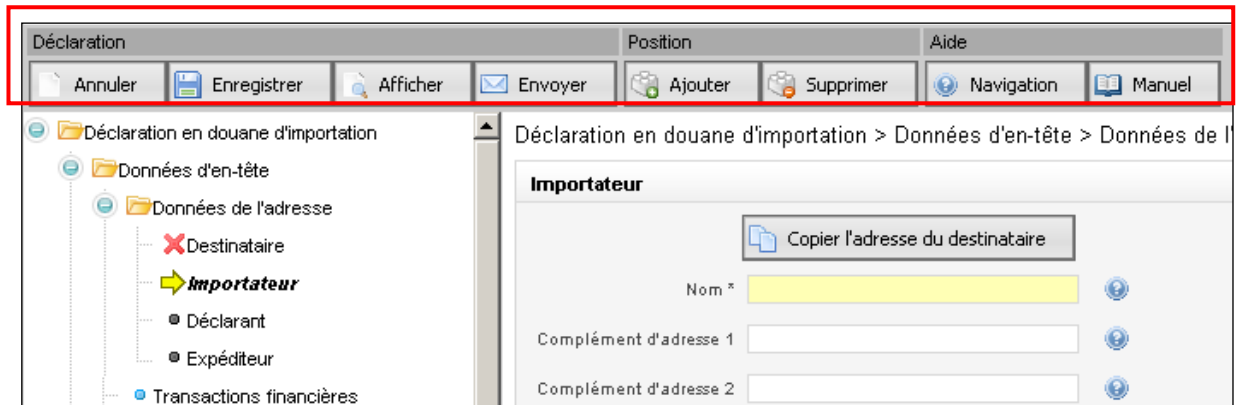 Déclaration Position Aide
Annuler Enregistrer Afficher Envoyer Ajouter Supprimer Navigation Manuel
Déclaration en douane d'importation
Données d'en-tête
Données de l'adresse
Destinataire
Importateur
Déclarant
Expéditeur
Transactions financières
Déclaration en douane d'importation > Données d'en-tête > Données de l'
Importateur
Copier l'adresse du destinataire
Nom *
Complément d'adresse 1
Complément d'adresse 2